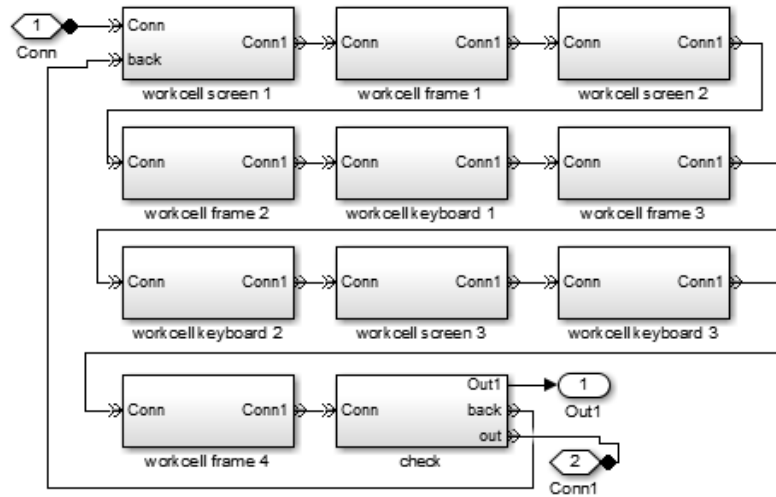 1
Conn
Conn
back
Conn1
workcell screen 1
Conn
Conn1
workcell frame 1
Conn
Conn1
workcell screen 2
Conn
Conn1
workcell frame 2
Conn
Conn1
workcell keyboard 1
Conn
Conn1
workcell frame 3
Conn
Conn1
workcell keyboard 2
Conn
Conn1
workcell screen 3
Conn
Conn1
workcell keyboard 3
Conn
Conn1
workcell frame 4
Conn
Out1
back
out
check
1
Out1
2
Conn1